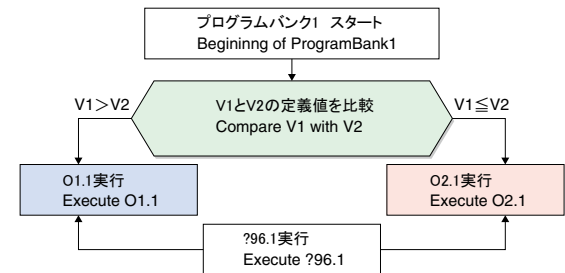 プログラムバンク1 スタート
Begininng of ProgramBank1
V1とV2の定義値を比較
Compare V1 with V2
V1＞V2
V1≦V2
O1.1実行
Execute O1.1
O2.1実行
Execute O2.1
?96.1実行
Execute ?96.1